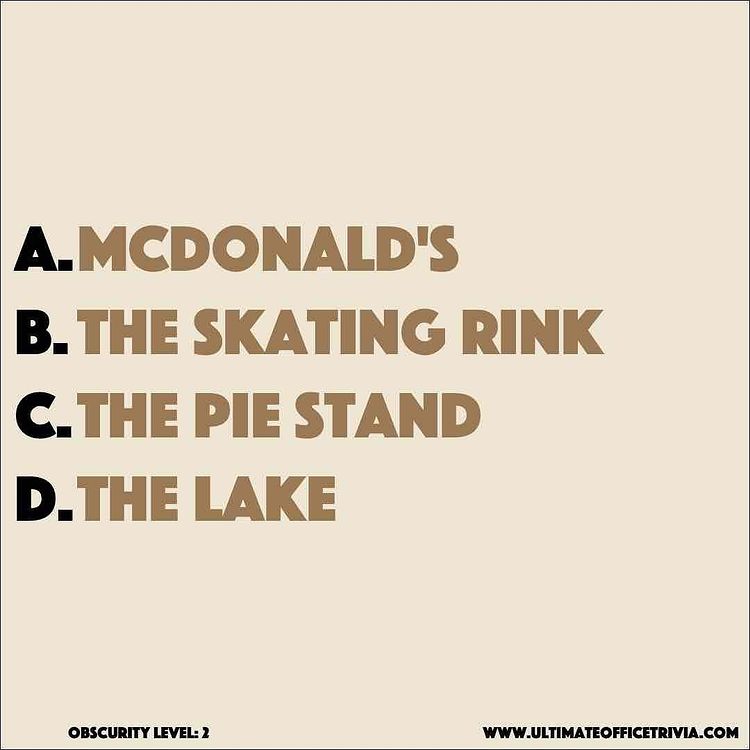 A. MCDONALD'S
B. THE SKATING RINK
C. THE PIE STAND
D. THE LAKE
OBSCURITY LEVEL: 2
WWW.ULTIMATEOFFICETRIVIA.COM